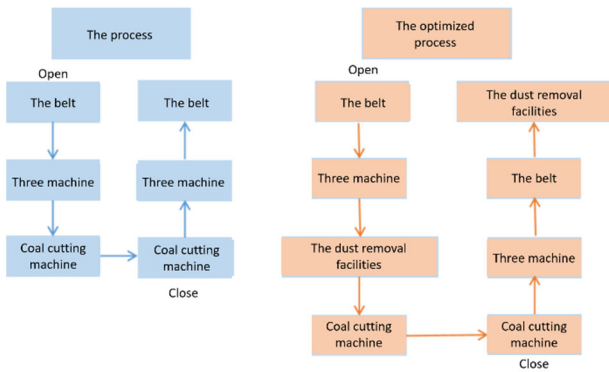 The process
Open
The belt
The belt
Three machine
Three machine
Coal cutting
machine
Coal cutting
machine
Close
The optimized
process
Open
The belt
The dust removal
facilities
Three machine
The belt
The dust removal
facilities
Three machine
Coal cutting
machine
Coal cutting
machine
Close